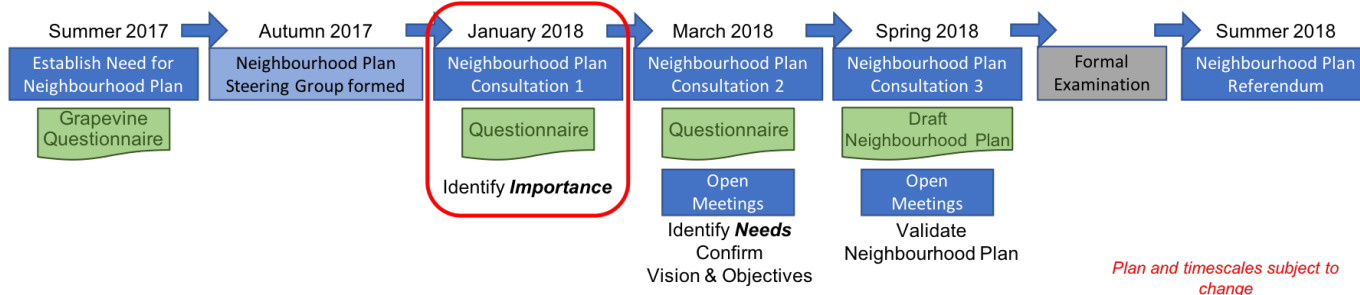 Summer 2017
Establish Need for
Neighbourhood Plan
Grapevine
Questionnaire
Autumn 2017
Neighbourhood Plan
Steering Group formed
January 2018
Neighbourhood Plan
Consultation 1
Questionnaire
Identify Importance
March 2018
Neighbourhood Plan
Consultation 2
Questionnaire
Open
Meetings
Identify Needs
Confirm
Vision & Objectives
Spring 2018
Neighbourhood Plan
Consultation 3
Draft
Neighbourhood Plan
Open
Meetings
Validate
Neighbourhood Plan
Formal
Examination
Summer 2018
Neighbourhood Plan
Referendum
Plan and timescales subject to
change